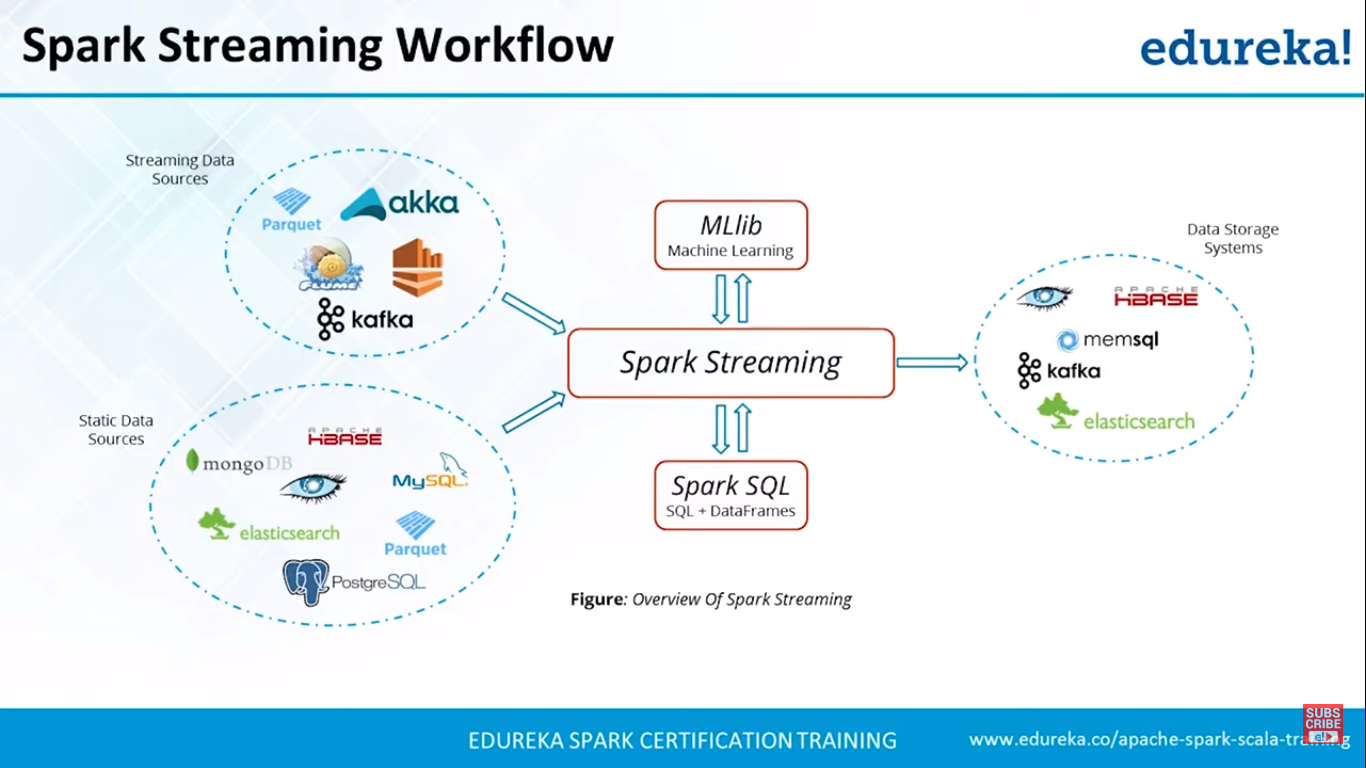 Spark Streaming Workflow
edureka!
Streaming Data
Sources
Parquet
akka
FLUME
kafka
Static Data
Sources
APACHE
HBASE
mongoDB
MySQL
elasticsearch
Parquet
PostgreSQL
MLlib
Machine Learning
Spark Streaming
Spark SQL
SQL + DataFrames
Data Storage
Systems
APACHE
HBASE
memsql
kafka
elasticsearch
Figure: Overview Of Spark Streaming
EDUREKA SPARK CERTIFICATION TRAINING
www.edureka.co/apache-spark-scala-training
SUBS
CRIBE
e!